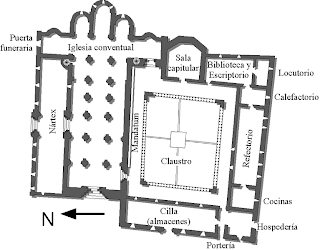 Puerta
funeraria
Iglesia conventual
Sala
capitular
Biblioteca y
Escriptorio
Locutorio
Calefactorio
Nártex
Mandatum
Claustro
Refectorio
Cilla
(almacenes)
Cocinas
Hospedería
Portería
N